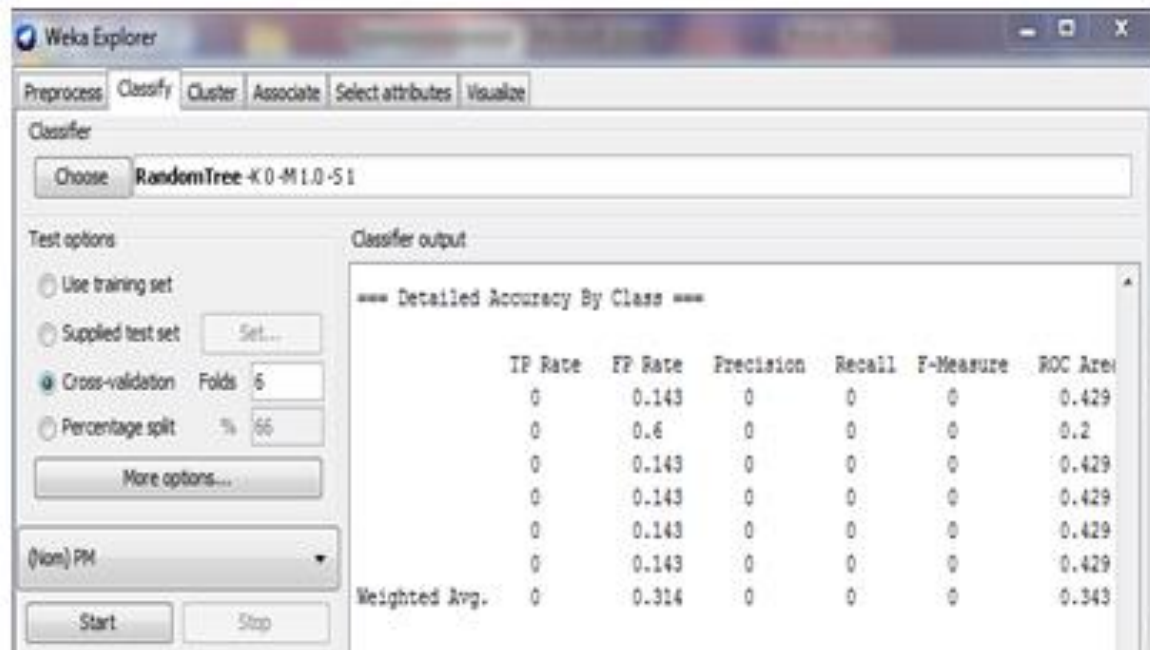 Weka Explorer
Preprocess Classify Cluster Associate Select attributes Visualize
Classifier
Choose RandomTree -K 0 -M 1.0 -S 1
Test options
Use training set
Supplied test set Set...
Cross-validation Folds 6
Percentage split % 66
More options...
(Nom) PM
Start Stop
Classifier output
=== Detailed Accuracy By Class ===
TP Rate FP Rate Precision Recall F-Measure ROC Area
0 0.143 0 0 0 0.429
0 0.6 0 0 0 0.2
0 0.143 0 0 0 0.429
0 0.143 0 0 0 0.429
0 0.143 0 0 0 0.429
0 0.143 0 0 0 0.429
Weighted Avg. 0 0.314 0 0 0 0.343